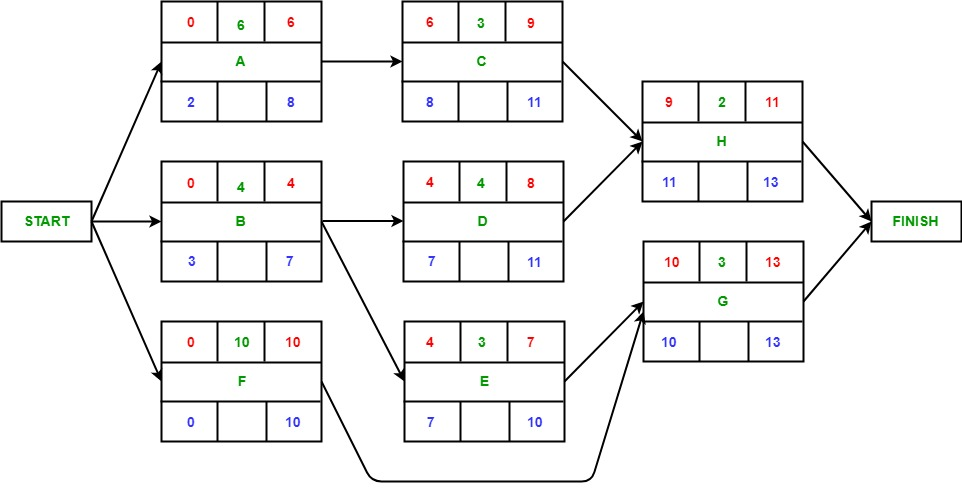 0 6 6
A
2 8
6 3 9
C
8 11
9 2 11
H
11 13
START
0 4 4
B
3 7
4 4 8
D
7 11
FINISH
10 3 13
G
10 13
0 10 10
F
0 10
4 3 7
E
7 10